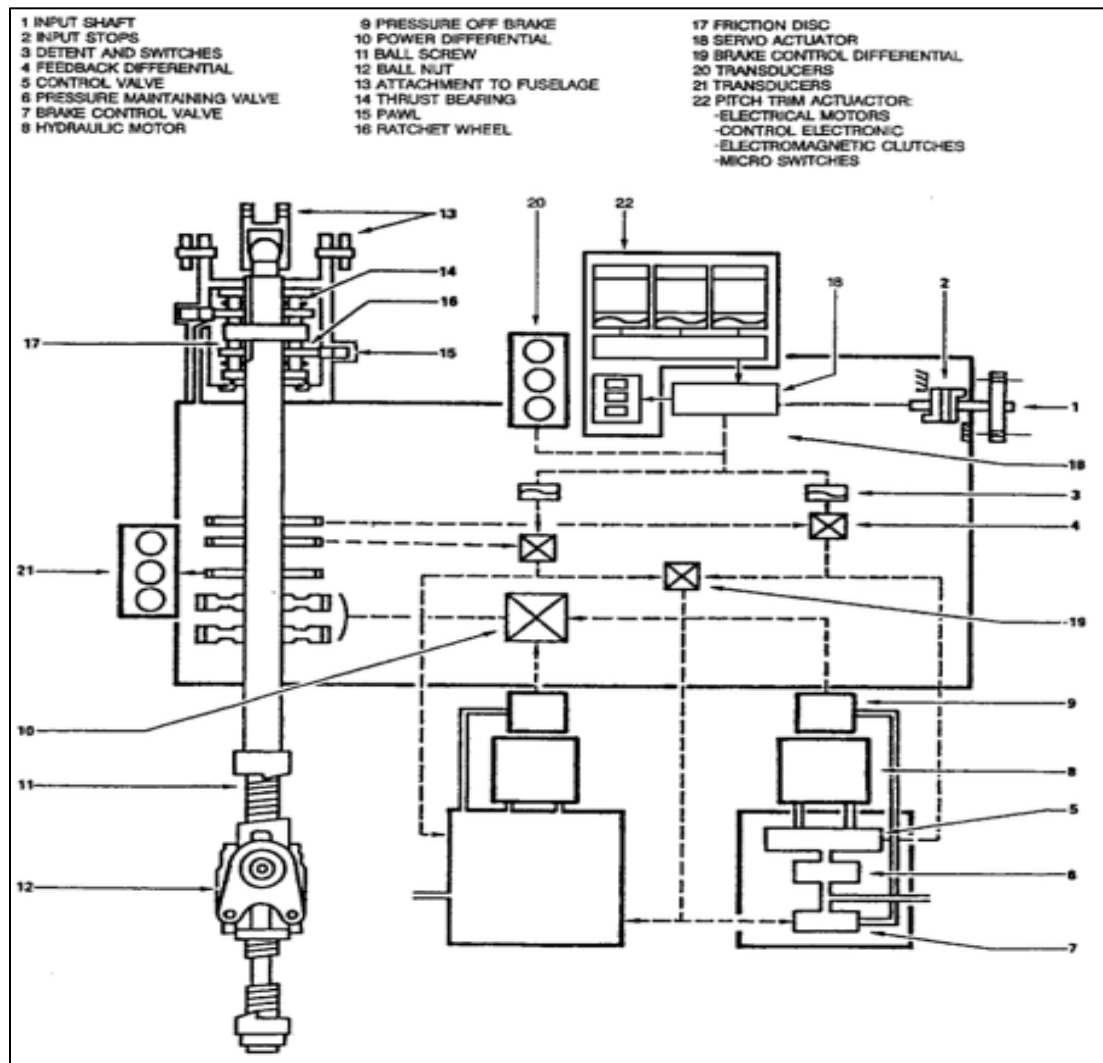 1 INPUT SHAFT
2 INPUT STOPS
3 DETENT AND SWITCHES
4 FEEDBACK DIFFERENTIAL
5 CONTROL VALVE
6 PRESSURE MAINTAINING VALVE
7 BRAKE CONTROL VALVE
8 HYDRAULIC MOTOR
9 PRESSURE OFF BRAKE
10 POWER DIFFERENTIAL
11 BALL SCREW
12 BALL NUT
13 ATTACHMENT TO FUSELAGE
14 THRUST BEARING
15 PAWL
16 RATCHET WHEEL
17 FRICTION DISC
18 SERVO ACTUATOR
19 BRAKE CONTROL DIFFERENTIAL
20 TRANSDUCERS
21 TRANSDUCERS
22 PITCH TRIM ACTUACTOR:
-ELECTRICAL MOTORS
-CONTROL ELECTRONIC
-ELECTROMAGNETIC CLUTCHES
-MICRO SWITCHES
13
20
22
14
18
2
16
17
15
1
18
3
4
21
19
9
10
11
8
5
6
12
7